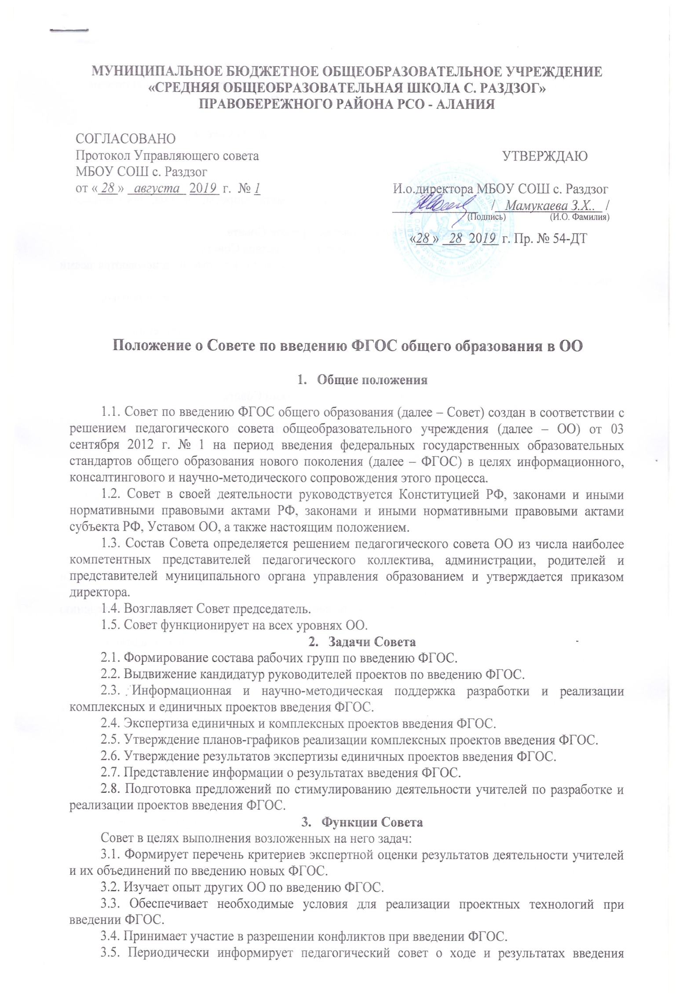 МУНИЦИПАЛЬНОЕ БЮДЖЕТНОЕ ОБЩЕОБРАЗОВАТЕЛЬНОЕ УЧРЕЖДЕНИЕ
«СРЕДНЯЯ ОБЩЕОБРАЗОВАТЕЛЬНАЯ ШКОЛА С. РАЗДЗОГ»
ПРАВОБЕРЕЖНОГО РАЙОНА РСО - АЛАНИЯ
СОГЛАСОВАНО
Протокол Управляющего совета
МБОУ СОШ с. Раздзог
от «28» августа 2019 г. № 1
УТВЕРЖДАЮ
И.о.директора МБОУ СОШ с. Раздзог
/ Мамукаева З.Х.. /
(Подпись) (И.О. Фамилия)
«28» 28 2019 г. Пр. № 54-ДТ
Положение о Совете по введению ФГОС общего образования в ОО
1. Общие положения
1.1. Совет по введению ФГОС общего образования (далее – Совет) создан в соответствии с
решением педагогического совета общеобразовательного учреждения (далее – ОО) от 03
сентября 2012 г. № 1 на период введения федеральных государственных образовательных
стандартов общего образования нового поколения (далее – ФГОС) в целях информационного,
консалтингового и научно-методического сопровождения этого процесса.
1.2. Совет в своей деятельности руководствуется Конституцией РФ, законами и иными
нормативными правовыми актами РФ, законами и иными нормативными правовыми актами
субъекта РФ, Уставом ОО, а также настоящим положением.
1.3. Состав Совета определяется решением педагогического совета ОО из числа наиболее
компетентных представителей педагогического коллектива, администрации, родителей и
представителей муниципального органа управления образованием и утверждается приказом
директора.
1.4. Возглавляет Совет председатель.
1.5. Совет функционирует на всех уровнях ОО.
2. Задачи Совета
2.1. Формирование состава рабочих групп по введению ФГОС.
2.2. Выдвижение кандидатур руководителей проектов по введению ФГОС.
2.3. Информационная и научно-методическая поддержка разработки и реализации
комплексных и единичных проектов введения ФГОС.
2.4. Экспертиза единичных и комплексных проектов введения ФГОС.
2.5. Утверждение планов-графиков реализации комплексных проектов введения ФГОС.
2.6. Утверждение результатов экспертизы единичных проектов введения ФГОС.
2.7. Представление информации о результатах введения ФГОС.
2.8. Подготовка предложений по стимулированию деятельности учителей по разработке и
реализации проектов введения ФГОС.
3. Функции Совета
Совет в целях выполнения возложенных на него задач:
3.1. Формирует перечень критериев экспертной оценки результатов деятельности учителей
и их объединений по введению новых ФГОС.
3.2. Изучает опыт других ОО по введению ФГОС.
3.3. Обеспечивает необходимые условия для реализации проектных технологий при
введении ФГОС.
3.4. Принимает участие в разрешении конфликтов при введении ФГОС.
3.5. Периодически информирует педагогический совет о ходе и результатах введения